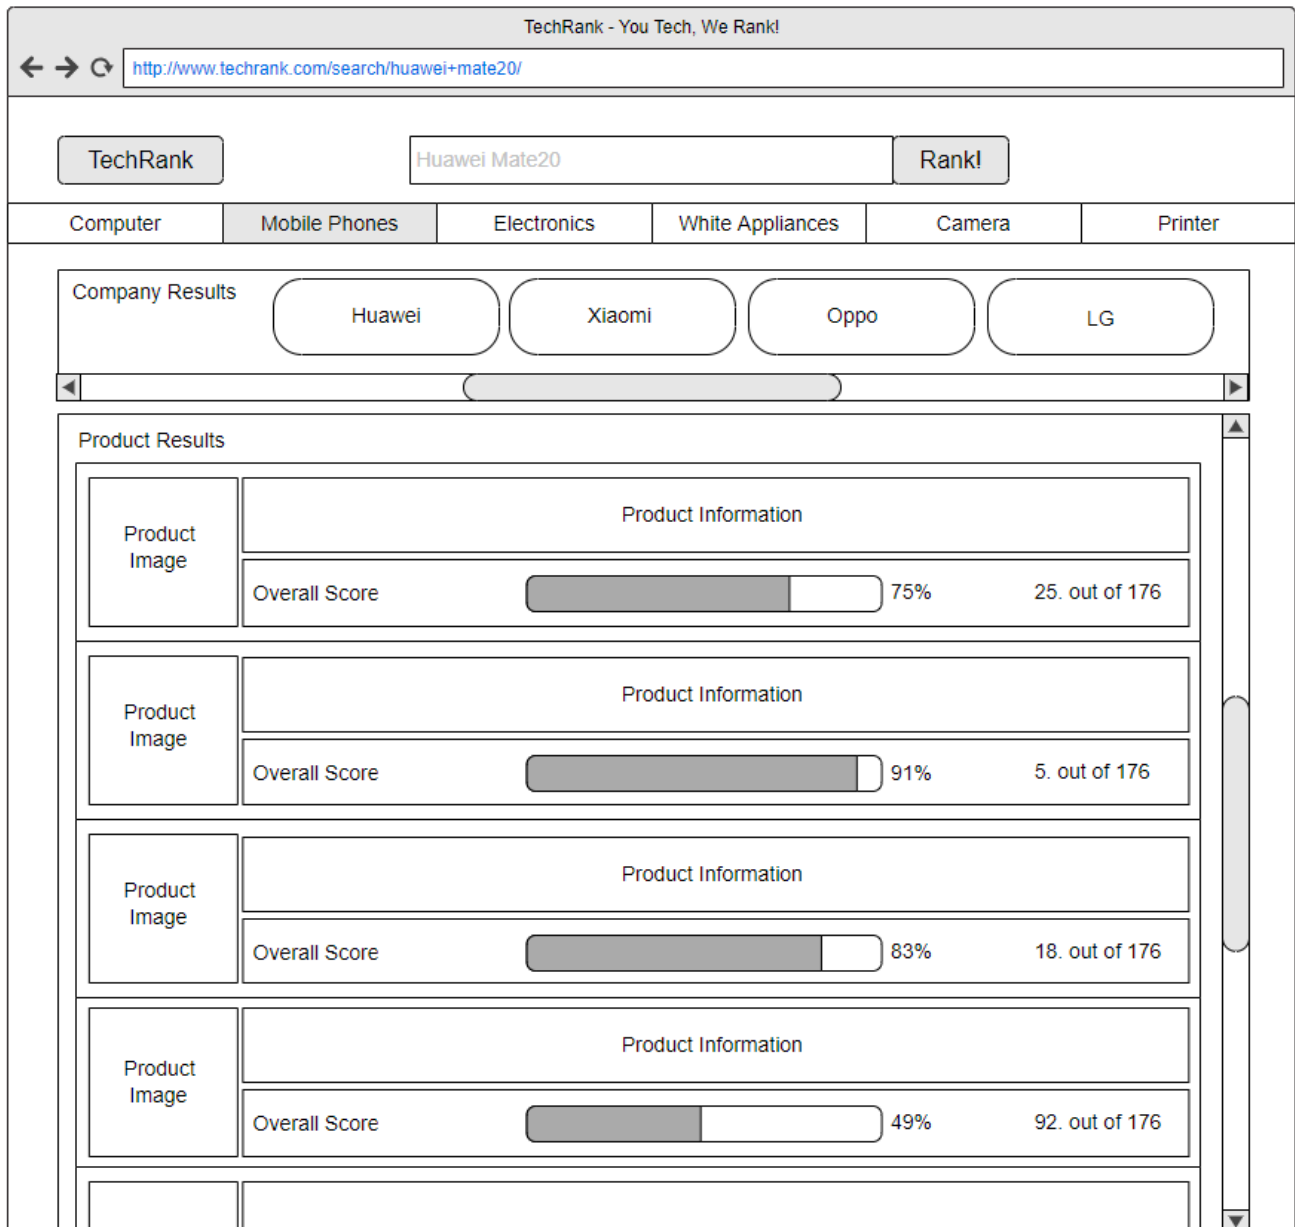 TechRank - You Tech, We Rank!
http://www.techrank.com/search/huawei+mate20/
TechRank
Huawei Mate20
Rank!
Computer
Mobile Phones
Electronics
White Appliances
Camera
Printer
Company Results
Huawei
Xiaomi
Oppo
LG
Product Results
Product
Image
Product Information
Overall Score
75%
25. out of 176
Product
Image
Product Information
Overall Score
91%
5. out of 176
Product
Image
Product Information
Overall Score
83%
18. out of 176
Product
Image
Product Information
Overall Score
49%
92. out of 176